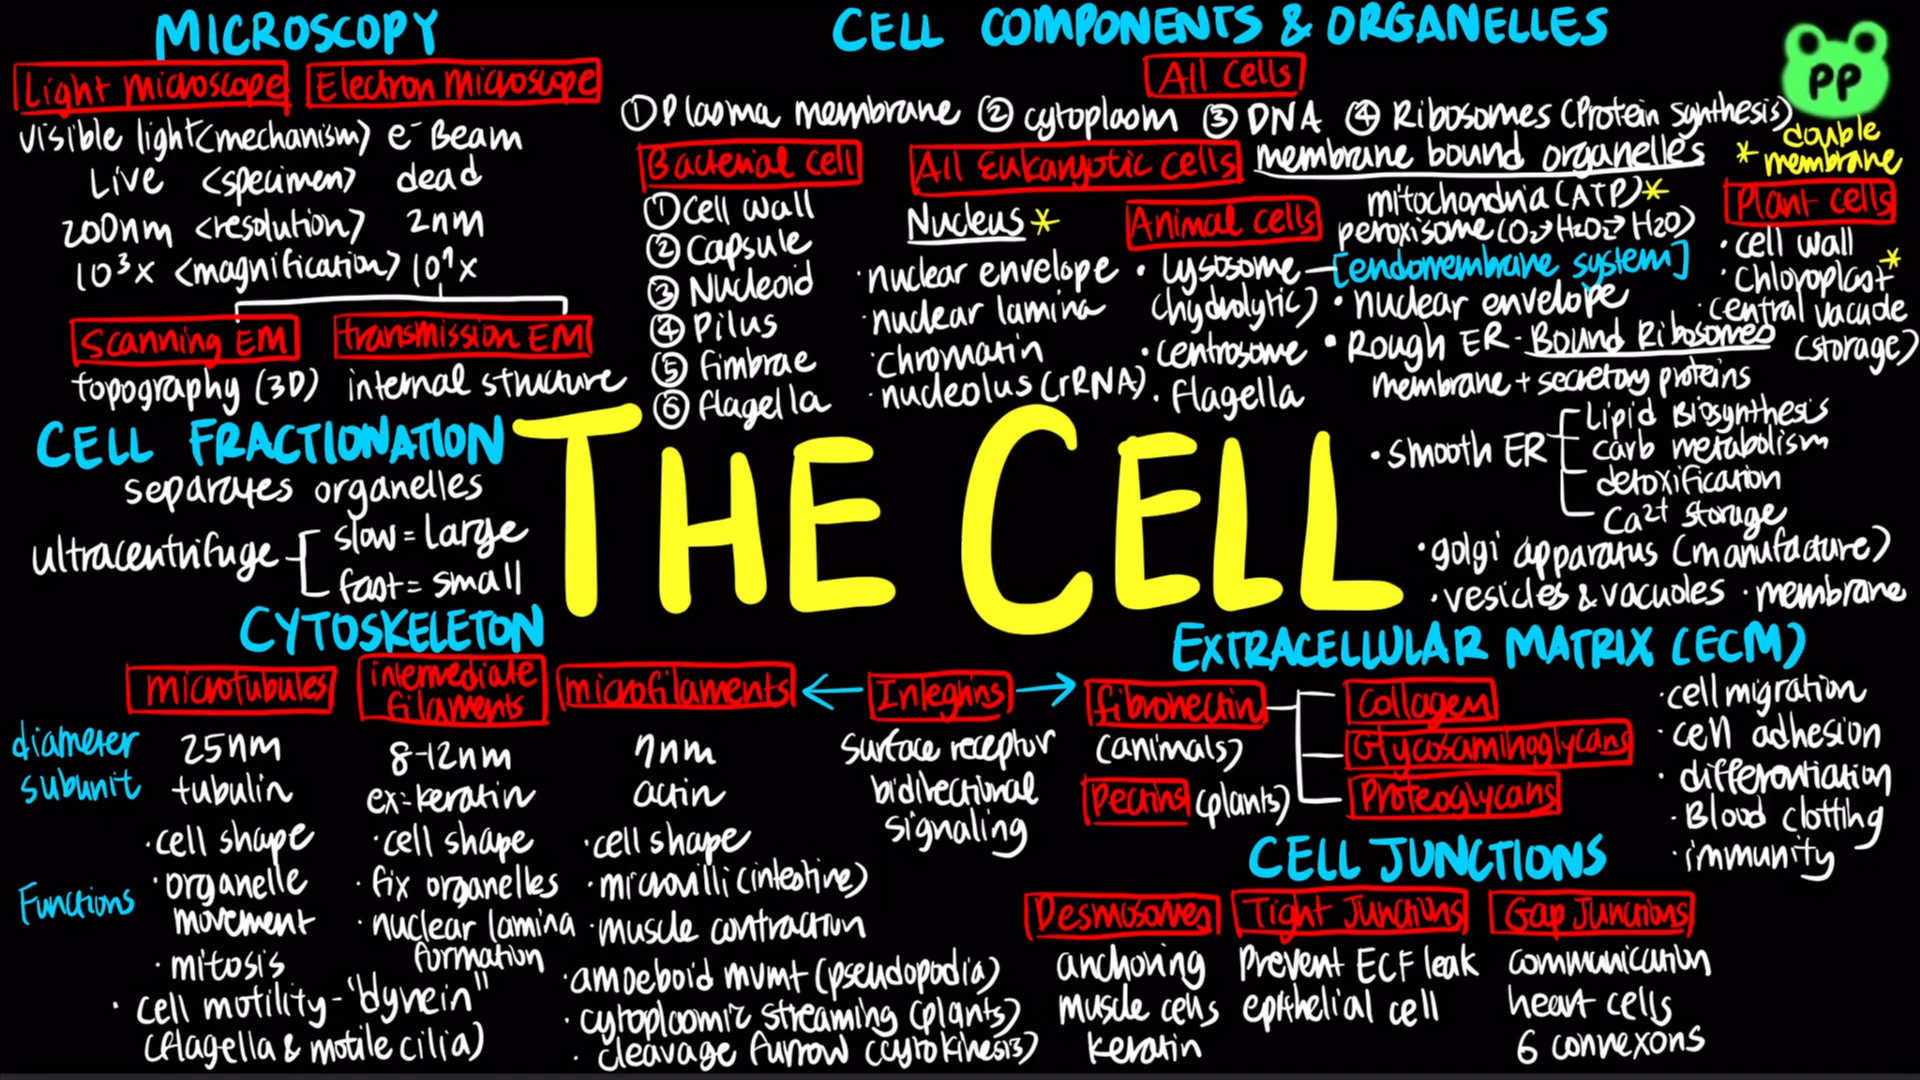 MICROSCOPY
Light microscope
Electron microscope
visible light <mechanism> e⁻ Beam
Live <specimen> dead
200nm <resolution> 2nm
10³x <magnification>
Scanning EM
transmission EM
topography (3D)
internal structure
CELL FRACTIONATION
separates organelles
ultracentrifuge
slow = Large
fast = small
CELL COMPONENTS & ORGANELLES
PP
All Cells
① Plasma membrane ② cytoplasm ③ DNA ④ Ribosomes (Protein synthesis)
* double
membrane
Bacterial cell
① Cell wall
② Capsule
③ Nucleoid
④ Pilus
⑤ fimbrae
⑥ flagella
All Eukaryotic cells
membrane bound organelles
Nucleus *
· nuclear envelope
· nuclear lamina
· chromatin
· nucleolus (rRNA)
Animal cells
· Lysosome
(hydrolytic)
· centrosome
· flagella
mitochondria (ATP) *
peroxisome (O₂→H₂O₂→H₂O)
[endomembrane system]
· nuclear envelope
· Rough ER - Bound Ribosomes
membrane + secretory proteins
· smooth ER
Lipid Biosynthesis
carb metabolism
detoxification
Ca²⁺ storage
· golgi apparatus (manufacture)
· vesicles & vacuoles · membrane
Plant cells
· cell wall
· Chloroplast *
· central vacuole
(storage)
THE CELL
CYTOSKELETON
microtubules
intermediate
filaments
microfilaments
diameter
25nm
8-12nm
7nm
subunit
tubulin
ex: keratin
actin
Functions
· cell shape
· organelle
movement
· mitosis
· cell motility - "dynein"
(flagella & motile cilia)
· cell shape
· fix organelles
· nuclear lamina
formation
· cell shape
· microvilli (intestine)
· muscle contraction
· amoeboid mvmt (pseudopodia)
· cytoplasmic streaming (plants)
· cleavage furrow (cytokinesis)
Integrins
surface receptor
bidirectional
signaling
EXTRACELLULAR MATRIX (ECM)
fibronectin
(animals)
Pectins (plants)
Collagen
Glycosaminoglycans
Proteoglycans
· cell migration
· cell adhesion
· differentiation
· Blood clotting
· immunity
CELL JUNCTIONS
Desmosomes
anchoring
muscle cells
keratin
Tight Junctions
Prevent ECF leak
epithelial cell
Gap Junctions
communication
heart cells
6 connexons